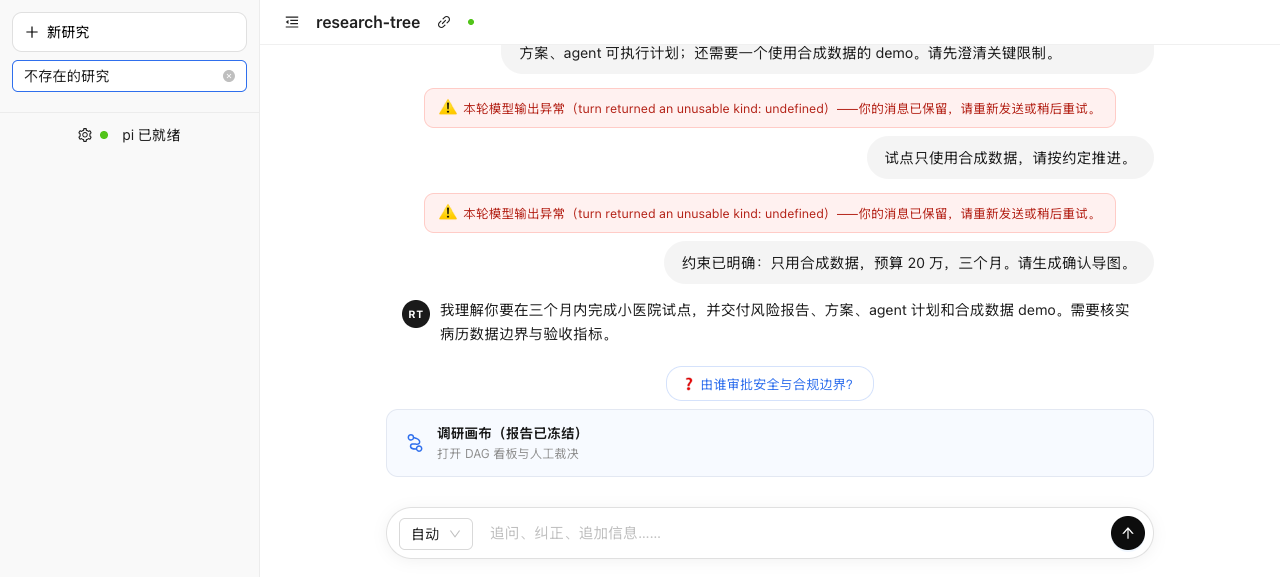 新研究
不存在的研究
pi 已就绪
research-tree
方案、agent 可执行计划；还需要一个使用合成数据的 demo。请先澄清关键限制。
本轮模型输出异常（turn returned an unusable kind: undefined）——你的消息已保留，请重新发送或稍后重试。
试点只使用合成数据，请按约定推进。
本轮模型输出异常（turn returned an unusable kind: undefined）——你的消息已保留，请重新发送或稍后重试。
约束已明确：只用合成数据，预算 20 万，三个月。请生成确认导图。
RT
我理解你要在三个月内完成小医院试点，并交付风险报告、方案、agent 计划和合成数据 demo。需要核实
病历数据边界与验收指标。
❓ 由谁审批安全与合规边界?
调研画布（报告已冻结）
打开 DAG 看板与人工裁决
自动
追问、纠正、追加信息……